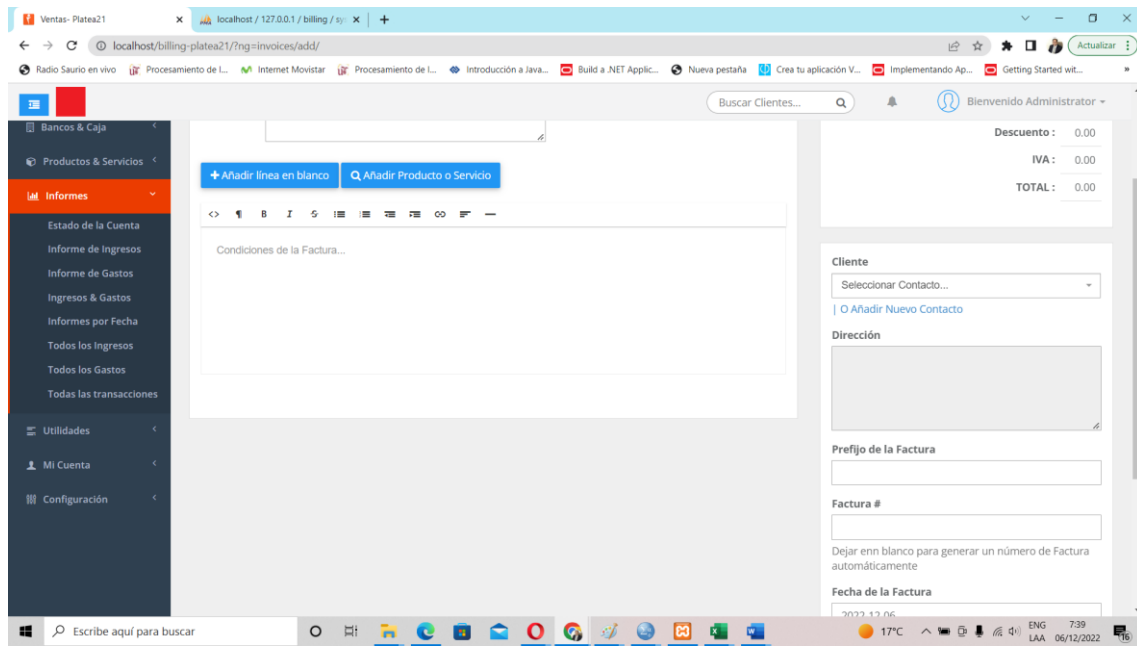 Ventas- Platea21
localhost / 127.0.0.1 / billing / sy
localhost/billing-platea21/?ng=invoices/add/
Actualizar
Radio Saurio en vivo
Procesamiento de l...
Internet Movistar
Procesamiento de l...
Introducción a Java...
Build a .NET Applic...
Nueva pestaña
Crea tu aplicación V...
Implementando Ap...
Getting Started wit...
»
Buscar Clientes...
Bienvenido Administrator
Bancos & Caja
Productos & Servicios
Informes
Estado de la Cuenta
Informe de Ingresos
Informe de Gastos
Ingresos & Gastos
Informes por Fecha
Todos los Ingresos
Todos los Gastos
Todas las transacciones
Utilidades
Mi Cuenta
Configuración
+ Añadir línea en blanco
Añadir Producto o Servicio
<> ¶ B I S
Condiciones de la Factura...
Descuento : 0.00
IVA : 0.00
TOTAL : 0.00
Cliente
Seleccionar Contacto...
| O Añadir Nuevo Contacto
Dirección
Prefijo de la Factura
Factura #
Dejar enn blanco para generar un número de Factura
automáticamente
Fecha de la Factura
2022-12-06
Escribe aquí para buscar
17°C
ENG
LAA
7:39
06/12/2022
16